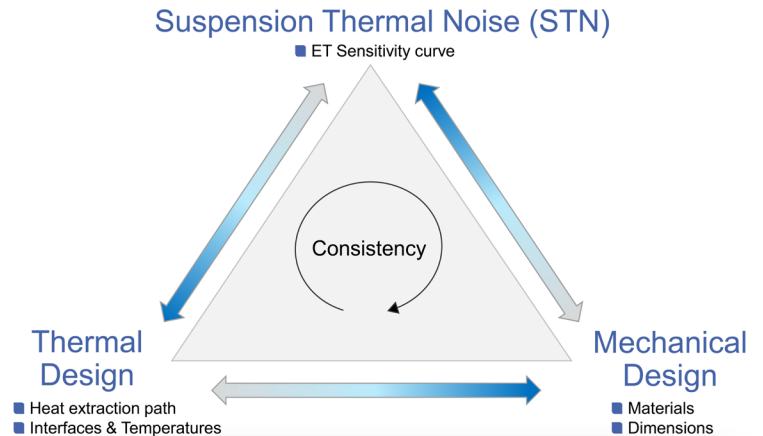 Suspension Thermal Noise (STN)
ET Sensitivity curve
Consistency
Thermal
Design
Heat extraction path
Interfaces & Temperatures
Mechanical
Design
Materials
Dimensions